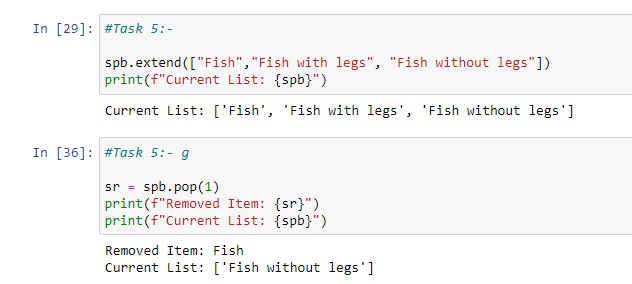 In [29]: #Task 5:-
spb.extend(["Fish","Fish with legs", "Fish without legs"])
print(f"Current List: {spb}")
Current List: ['Fish', 'Fish with legs', 'Fish without legs']
In [36]: #Task 5:- g
sr = spb.pop(1)
print(f"Removed Item: {sr}")
print(f"Current List: {spb}")
Removed Item: Fish
Current List: ['Fish without legs']